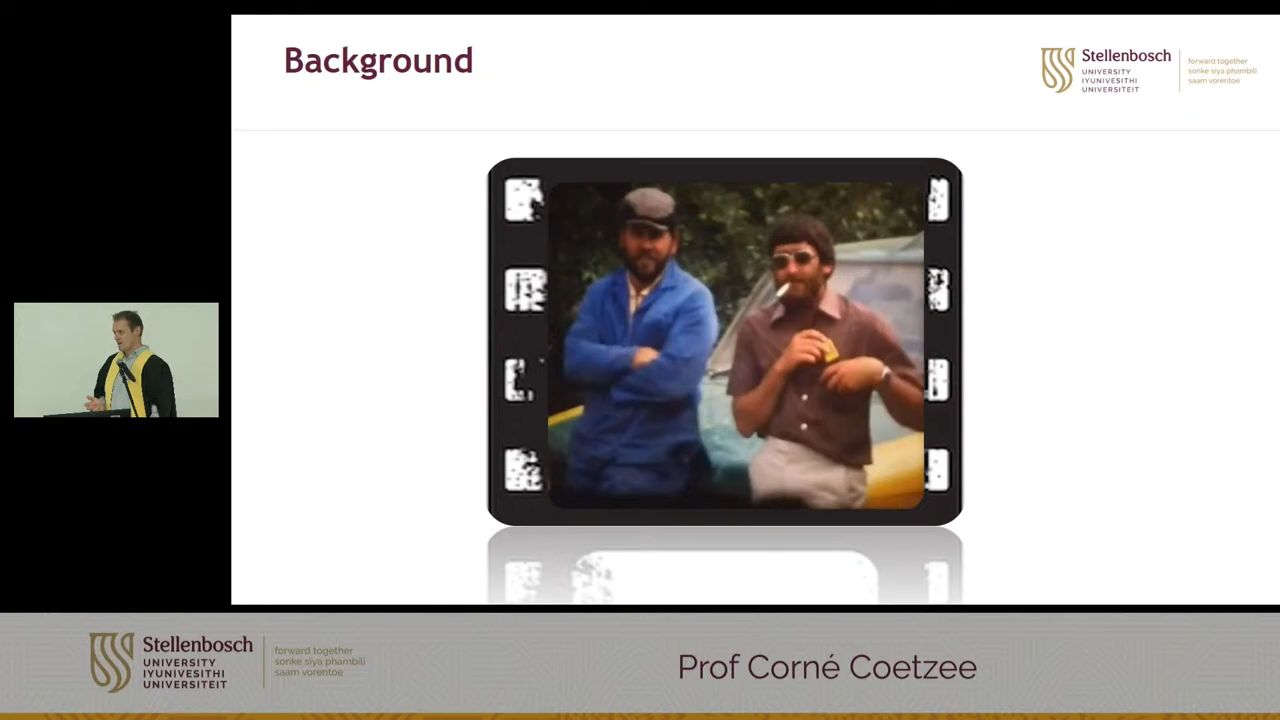 Background
Stellenbosch
UNIVERSITY
IYUNIVESITHI
UNIVERSITEIT
forward together
sonke siya phambili
saam vorentoe
Stellenbosch
UNIVERSITY
IYUNIVESITHI
UNIVERSITEIT
forward together
sonke siya phambili
saam vorentoe
Prof Corné Coetzee